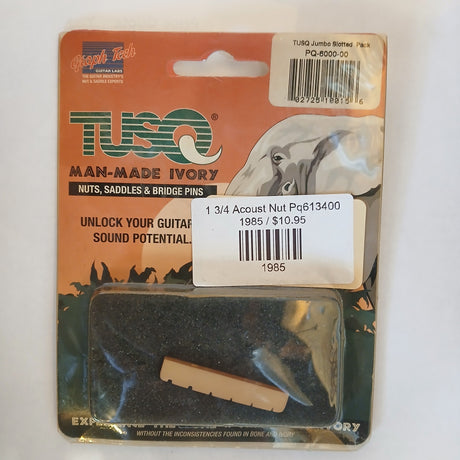 Graph Tech
GUITAR LABS
THE GUITAR INDUSTRY'S
NUT & SADDLE EXPERTS
TUSQ Jumbo Slotted Pack
PQ-6000-00
TUSQ®
MAN-MADE IVORY
NUTS, SADDLES & BRIDGE PINS
UNLOCK YOUR GUITAR
SOUND POTENTIAL.
1 3/4 Acoust Nut Pq613400
1985 / $10.95
1985
WITHOUT THE INCONSISTENCIES FOUND IN BONE AND IVORY